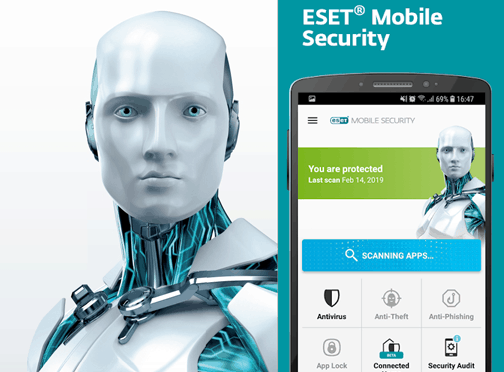 ESET® Mobile
Security
69% 16:47
eset MOBILE SECURITY
You are protected
Last scan Feb 14, 2019
SCANNING APPS...
Antivirus
Anti-Theft
Anti-Phishing
BETA
App Lock
Connected
Security Audit